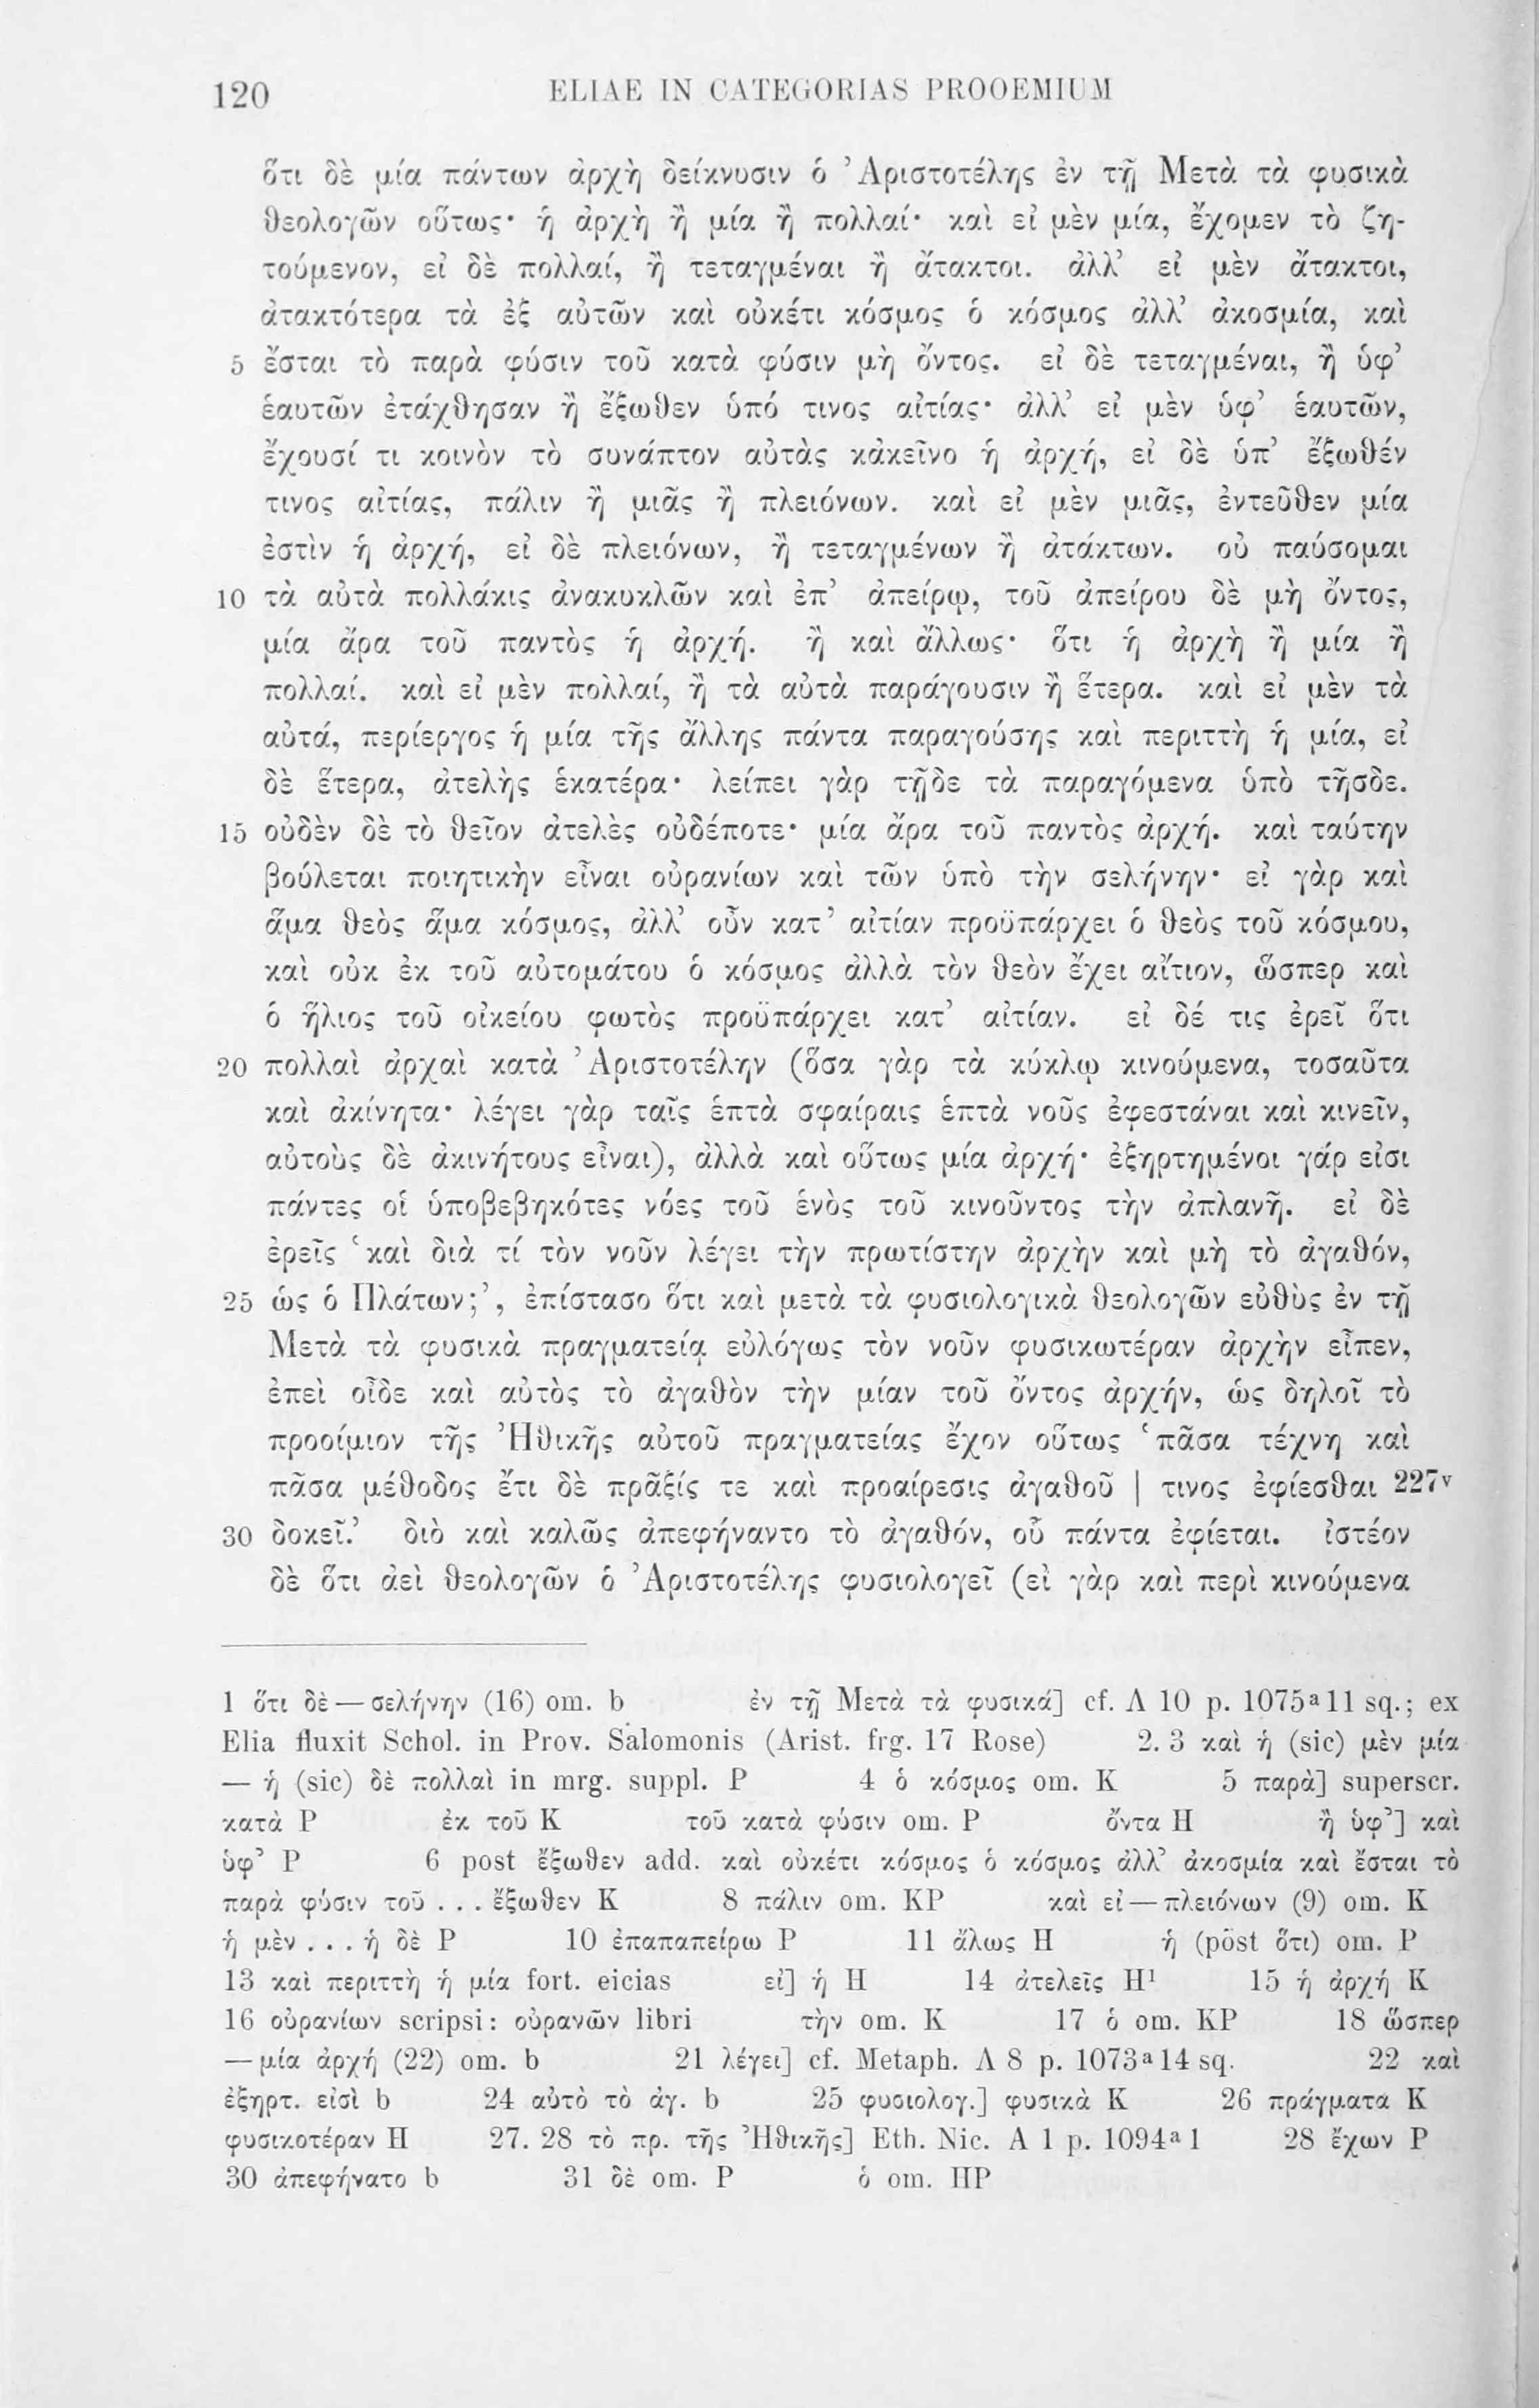 120 ELIAE IN CATEGORIAS PROOEMIUM
ὅτι δὲ μία πάντων ἀρχὴ δείκνυσιν ὁ Ἀριστοτέλης ἐν τῇ Μετὰ τὰ φυσικὰ
θεολογῶν οὕτως· ἡ ἀρχὴ ἢ μία ἢ πολλαί· καὶ εἰ μὲν μία, ἔχομεν τὸ ζη-
τούμενον, εἰ δὲ πολλαί, ἢ τεταγμέναι ἢ ἄτακτοι. ἀλλ’ εἰ μὲν ἄτακτοι,
ἀτακτότερα τὰ ἐξ αὐτῶν καὶ οὐκέτι κόσμος ὁ κόσμος ἀλλ’ ἀκοσμία, καὶ
5 ἔσται τὸ παρὰ φύσιν τοῦ κατὰ φύσιν μὴ ὄντος. εἰ δὲ τεταγμέναι, ἢ ὑφ’
ἑαυτῶν ἐτάχθησαν ἢ ἔξωθεν ὑπό τινος αἰτίας· ἀλλ’ εἰ μὲν ὑφ’ ἑαυτῶν,
ἔχουσί τι κοινὸν τὸ συνάπτον αὐτὰς κἀκεῖνο ἡ ἀρχή, εἰ δὲ ὑπ’ ἔξωθέν
τινος αἰτίας, πάλιν ἢ μιᾶς ἢ πλειόνων. καὶ εἰ μὲν μιᾶς, ἐντεῦθεν μία
ἐστὶν ἡ ἀρχή, εἰ δὲ πλειόνων, ἢ τεταγμένων ἢ ἀτάκτων. οὐ παύσομαι
10 τὰ αὐτὰ πολλάκις ἀνακυκλῶν καὶ ἐπ’ ἀπείρῳ, τοῦ ἀπείρου δὲ μὴ ὄντος,
μία ἄρα τοῦ παντὸς ἡ ἀρχή. ἢ καὶ ἄλλως· ὅτι ἡ ἀρχὴ ἢ μία ἢ
πολλαί. καὶ εἰ μὲν πολλαί, ἢ τὰ αὐτὰ παράγουσιν ἢ ἕτερα. καὶ εἰ μὲν τὰ
αὐτά, περίεργος ἡ μία τῆς ἄλλης πάντα παραγούσης καὶ περιττὴ ἡ μία, εἰ
δὲ ἕτερα, ἀτελὴς ἑκατέρα· λείπει γὰρ τῇδε τὰ παραγόμενα ὑπὸ τῆσδε.
15 οὐδὲν δὲ τὸ θεῖον ἀτελὲς οὐδέποτε· μία ἄρα τοῦ παντὸς ἀρχή. καὶ ταύτην
βούλεται ποιητικὴν εἶναι οὐρανίων καὶ τῶν ὑπὸ τὴν σελήνην· εἰ γὰρ καὶ
ἅμα θεὸς ἅμα κόσμος, ἀλλ’ οὖν κατ’ αἰτίαν προϋπάρχει ὁ θεὸς τοῦ κόσμου,
καὶ οὐκ ἐκ τοῦ αὐτομάτου ὁ κόσμος ἀλλὰ τὸν θεὸν ἔχει αἴτιον, ὥσπερ καὶ
ὁ ἥλιος τοῦ οἰκείου φωτὸς προϋπάρχει κατ’ αἰτίαν. εἰ δέ τις ἐρεῖ ὅτι
20 πολλαὶ ἀρχαὶ κατὰ Ἀριστοτέλην (ὅσα γὰρ τὰ κύκλῳ κινούμενα, τοσαῦτα
καὶ ἀκίνητα· λέγει γὰρ ταῖς ἑπτὰ σφαίραις ἑπτὰ νοῦς ἐφεστάναι καὶ κινεῖν,
αὐτοὺς δὲ ἀκινήτους εἶναι), ἀλλὰ καὶ οὕτως μία ἀρχή· ἐξηρτημένοι γάρ εἰσι
πάντες οἱ ὑποβεβηκότες νόες τοῦ ἑνὸς τοῦ κινοῦντος τὴν ἀπλανῆ. εἰ δὲ
ἐρεῖς ‘καὶ διὰ τί τὸν νοῦν λέγει τὴν πρωτίστην ἀρχὴν καὶ μὴ τὸ ἀγαθόν,
25 ὡς ὁ Πλάτων;’, ἐπίστασο ὅτι καὶ μετὰ τὰ φυσιολογικὰ θεολογῶν εὐθὺς ἐν τῇ
Μετὰ τὰ φυσικὰ πραγματείᾳ εὐλόγως τὸν νοῦν φυσικωτέραν ἀρχὴν εἶπεν,
ἐπεὶ οἶδε καὶ αὐτὸς τὸ ἀγαθὸν τὴν μίαν τοῦ ὄντος ἀρχήν, ὡς δηλοῖ τὸ
προοίμιον τῆς Ἠθικῆς αὐτοῦ πραγματείας ἔχον οὕτως ‘πᾶσα τέχνη καὶ
πᾶσα μέθοδος ἔτι δὲ πρᾶξίς τε καὶ προαίρεσις ἀγαθοῦ | τινος ἐφίεσθαι 227v
30 δοκεῖ.’ διὸ καὶ καλῶς ἀπεφήναντο τὸ ἀγαθόν, οὗ πάντα ἐφίεται. ἰστέον
δὲ ὅτι ἀεὶ θεολογῶν ὁ Ἀριστοτέλης φυσιολογεῖ (εἰ γὰρ καὶ περὶ κινούμενα
1 ὅτι δὲ — σελήνην (16) om. b ἐν τῇ Μετὰ τὰ φυσικά] cf. Λ 10 p. 1075a11 sq.; ex
Elia fluxit Schol. in Prov. Salomonis (Arist. frg. 17 Rose) 2. 3 καὶ ἡ (sic) μὲν μία
— ἡ (sic) δὲ πολλαὶ in mrg. suppl. P 4 ὁ κόσμος om. K 5 παρὰ] superscr.
κατὰ P ἐκ τοῦ K τοῦ κατὰ φύσιν om. P ὄντα H ἢ ὑφ’] καὶ
ὑφ’ P 6 post ἔξωθεν add. καὶ οὐκέτι κόσμος ὁ κόσμος ἀλλ’ ἀκοσμία καὶ ἔσται τὸ
παρὰ φύσιν τοῦ . . . ἔξωθεν K 8 πάλιν om. KP καὶ εἰ — πλειόνων (9) om. K
ἡ μὲν . . . ἡ δὲ P 10 ἐπαπαπείρω P 11 ἄλως H ἡ (post ὅτι) om. P
13 καὶ περιττὴ ἡ μία fort. eicias εἰ] ἡ H 14 ἀτελεῖς H1 15 ἡ ἀρχή K
16 οὐρανίων scripsi: οὐρανῶν libri τὴν om. K 17 ὁ om. KP 18 ὥσπερ
— μία ἀρχή (22) om. b 21 λέγει] cf. Metaph. Λ 8 p. 1073a14 sq. 22 καὶ
ἐξηρτ. εἰσὶ b 24 αὐτὸ τὸ ἀγ. b 25 φυσιολογ.] φυσικὰ K 26 πράγματα K
φυσικοτέραν H 27. 28 τὸ πρ. τῆς Ἠθικῆς] Eth. Nic. A 1 p. 1094a1 28 ἔχων P
30 ἀπεφήνατο b 31 δὲ om. P ὁ om. HP